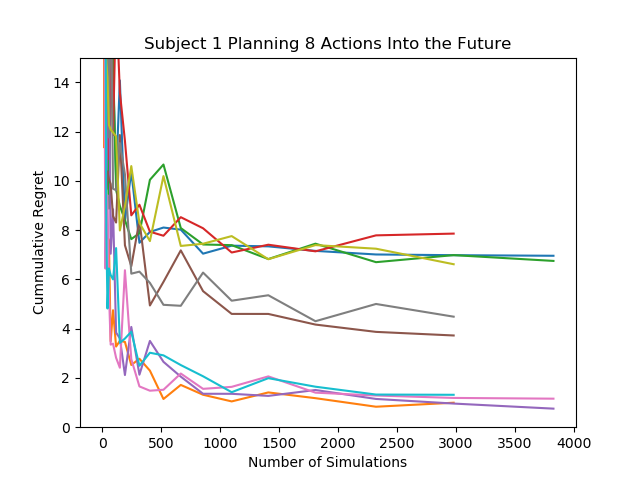 Subject 1 Planning 8 Actions Into the Future
14
12
10
8
6
4
2
0
Cummulative Regret
0 500 1000 1500 2000 2500 3000 3500 4000
Number of Simulations